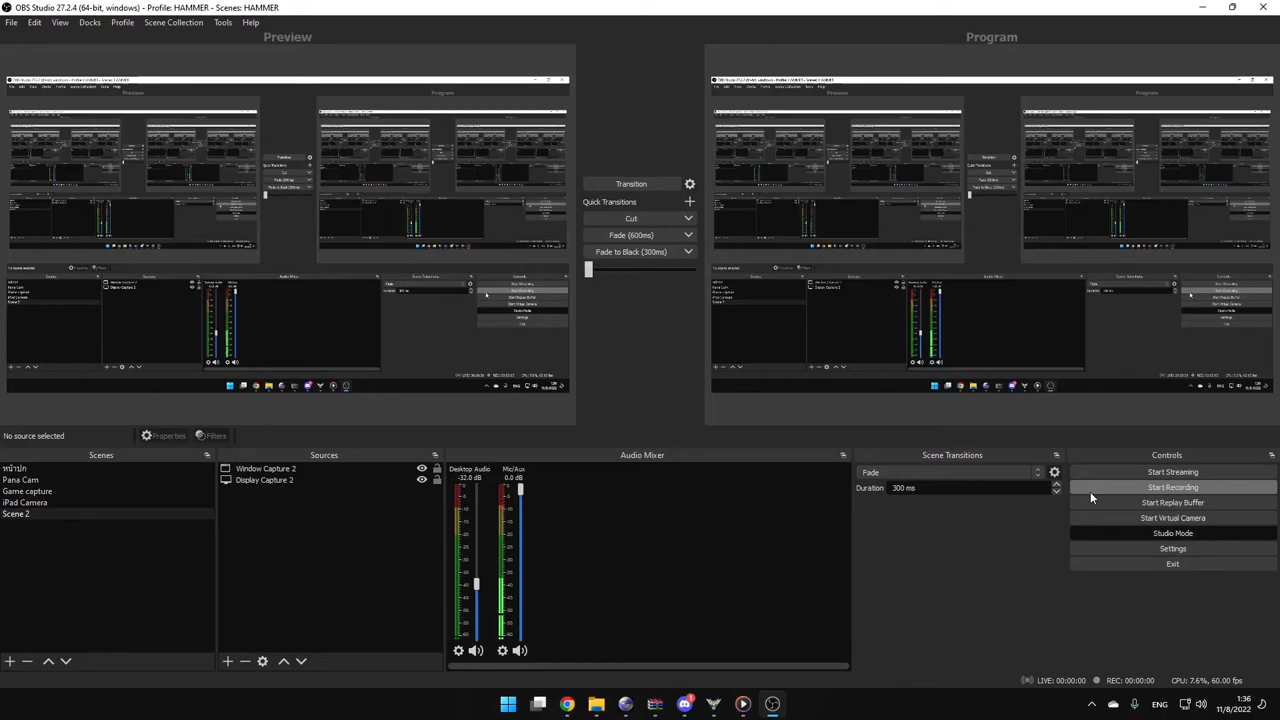 OBS Studio 27.2.4 (64-bit, windows) - Profile: HAMMER - Scenes: HAMMER
File Edit View Docks Profile Scene Collection Tools Help
Preview
Program
Transition
Quick Transitions
Cut
Fade (600ms)
Fade to Black (300ms)
No source selected
Properties
Filters
Scenes
หน้าปก
Pana Cam
Game capture
iPad Camera
Scene 2
Sources
Window Capture 2
Display Capture 2
Audio Mixer
Desktop Audio
-32.0 dB
Mic/Aux
0.0 dB
Scene Transitions
Fade
Duration 300 ms
Controls
Start Streaming
Start Recording
Start Replay Buffer
Start Virtual Camera
Studio Mode
Settings
Exit
LIVE: 00:00:00
REC: 00:00:00
CPU: 7.6%, 60.00 fps
ENG
1:36
11/8/2022